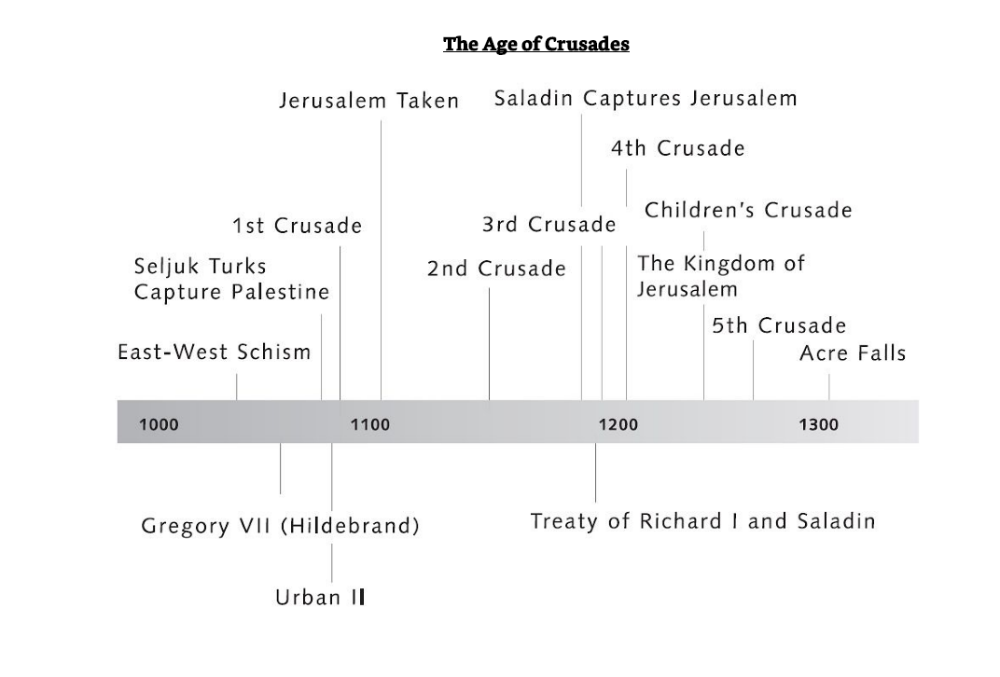 The Age of Crusades
Jerusalem Taken
Saladin Captures Jerusalem
4th Crusade
Children's Crusade
1st Crusade
3rd Crusade
Seljuk Turks
Capture Palestine
2nd Crusade
The Kingdom of
Jerusalem
5th Crusade
East-West Schism
Acre Falls
1000
1100
1200
1300
Gregory VII (Hildebrand)
Treaty of Richard I and Saladin
Urban II